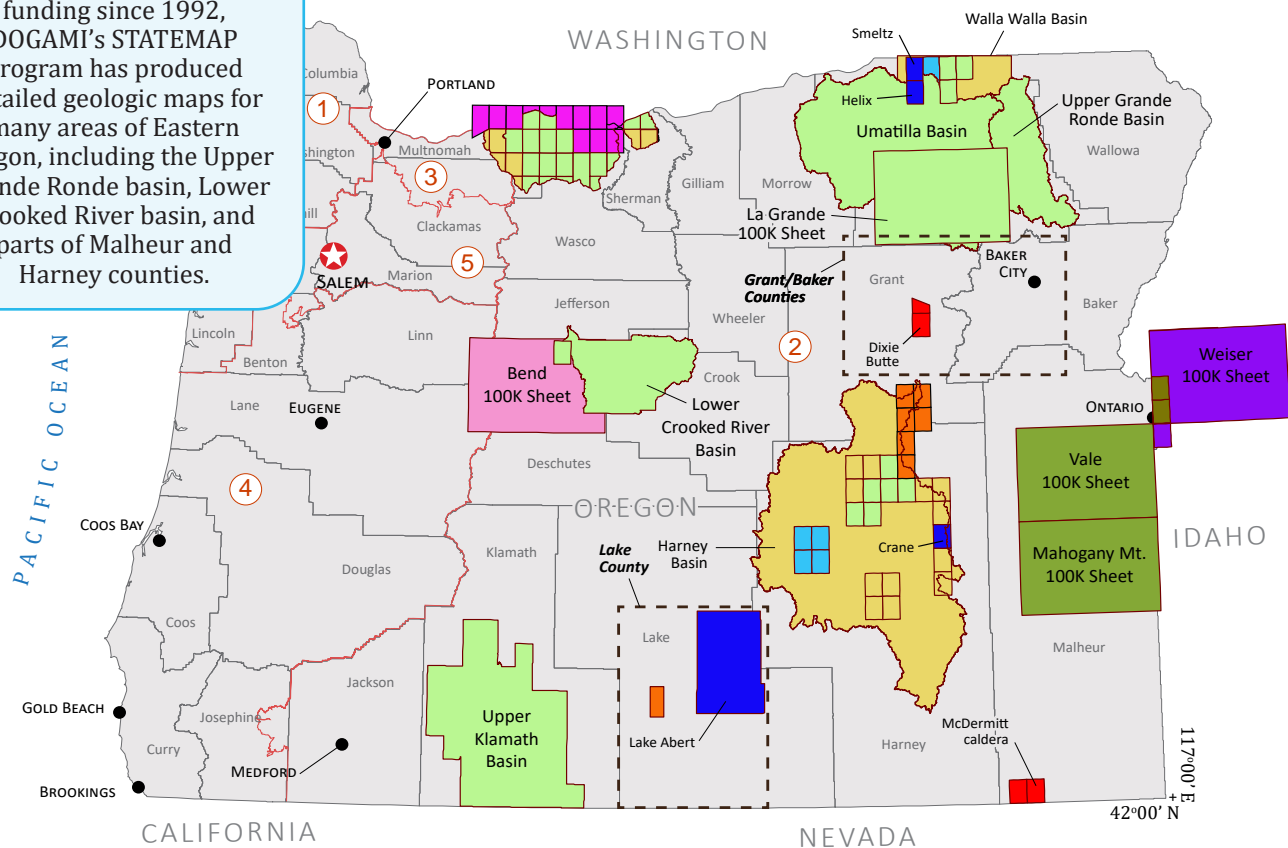 funding since 1992,
DOGAMI's STATEMAP
program has produced
detailed geologic maps for
many areas of Eastern
including the Upper
Ronde basin, Lower
Crooked River basin, and
parts of Malheur and
Harney counties.
WASHINGTON
Walla Walla Basin
Smeltz
Helix
Umatilla Basin
Upper Grande
Ronde Basin
Wallowa
Columbia
PORTLAND
1
Multnomah
3
Clackamas
Sherman
Gilliam
Morrow
La Grande
100K Sheet
Wasco
5
Marion
SALEM
BAKER
CITY
Grant/Baker
Counties
Grant
Baker
Jefferson
Wheeler
2
Dixie
Butte
Lincoln
Benton
Linn
Bend
100K Sheet
Crook
Weiser
100K Sheet
ONTARIO
Lane
EUGENE
Lower
Crooked River
Basin
Deschutes
Vale
100K Sheet
PACIFIC OCEAN
4
OREGON
COOS BAY
Klamath
Lake
County
Harney
Basin
Crane
Mahogany Mt.
100K Sheet
IDAHO
Douglas
Coos
Lake
Malheur
Jackson
GOLD BEACH
Josephine
Curry
Upper
Klamath
Basin
Lake Abert
Harney
McDermitt
caldera
MEDFORD
BROOKINGS
117°00' E
42°00' N
CALIFORNIA
NEVADA